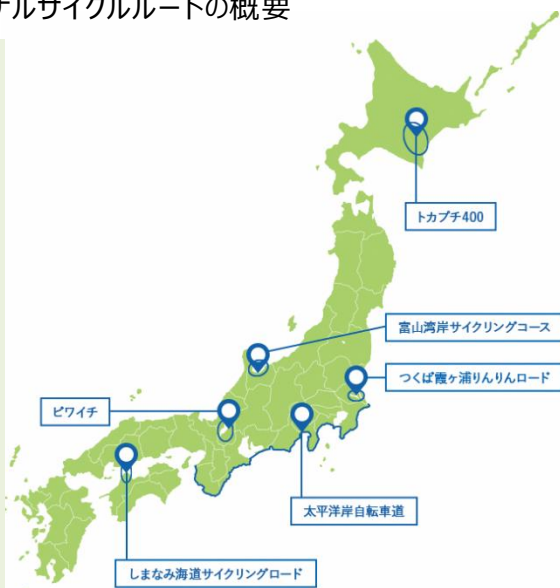 ナルサイクルルートの概要
トカプチ400
富山湾岸サイクリングコース
つくば霞ヶ浦りんりんロード
ビワイチ
太平洋岸自転車道
しまなみ海道サイクリングロード